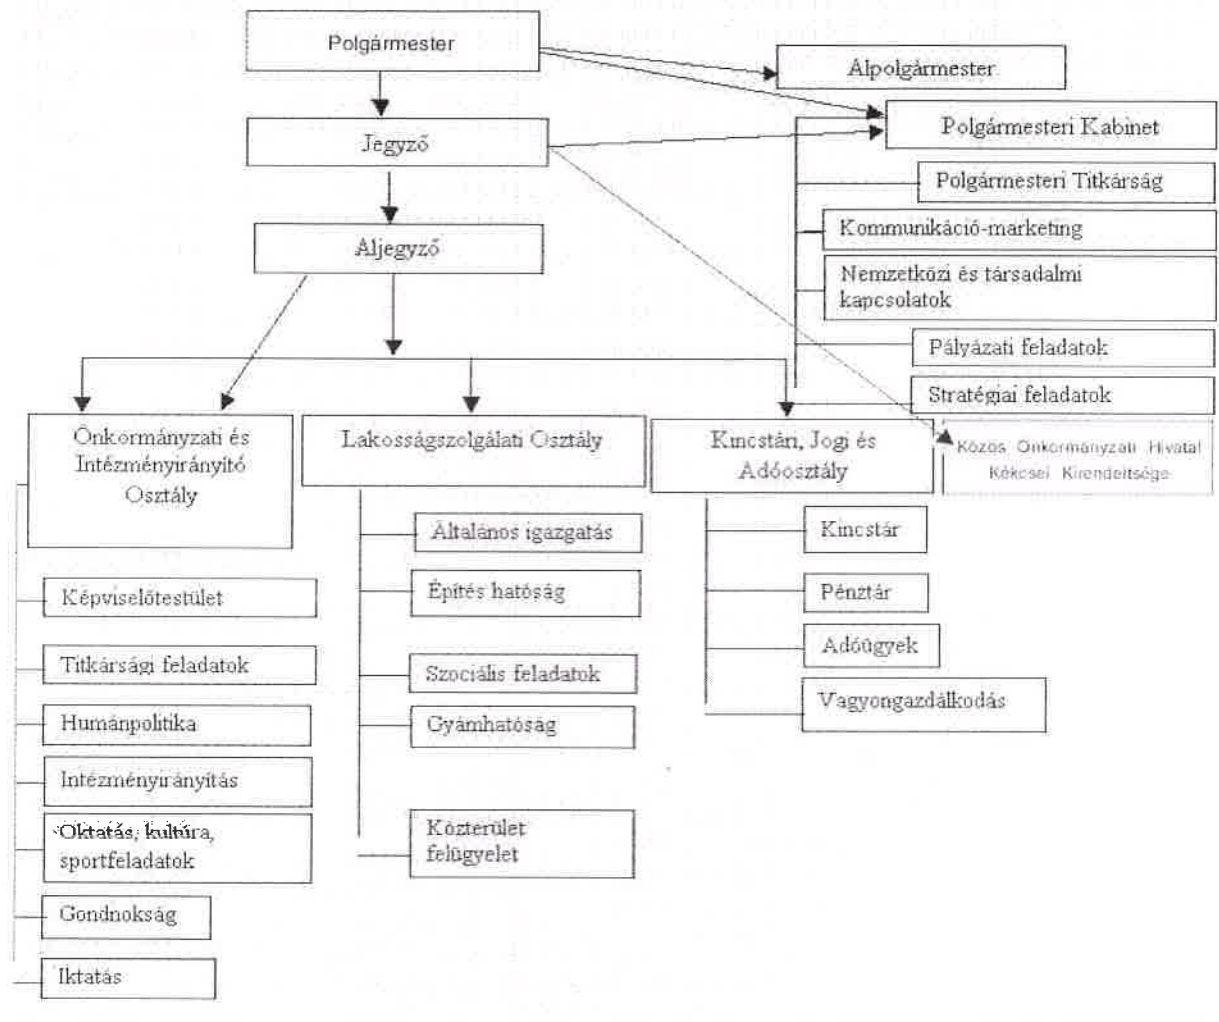 Polgármester
Alpolgármester
Polgármesteri Kabinet
Jegyző
Polgármesteri Titkárság
Kommunikáció-marketing
Aljegyző
Nemzetközi és társadalmi
kapcsolatok
Pályázati feladatok
Stratégiai feladatok
Önkormányzati és
Intézményirányító
Osztály
Lakosságszolgálati Osztály
Kincstári, Jogi és
Adóosztály
Közös Önkormányzati Hivatal
Kékcsei Kirendeltsége
Általános igazgatás
Építés hatóság
Szociális feladatok
Gyámhatóság
Közterület
felügyelet
Kincstár
Pénztár
Adóügyek
Vagyongazdálkodás
Képviselőtestület
Titkársági feladatok
Humánpolitika
Intézményirányítás
Oktatás, kultúra,
sportfeladatok
Gondnokság
Iktatás